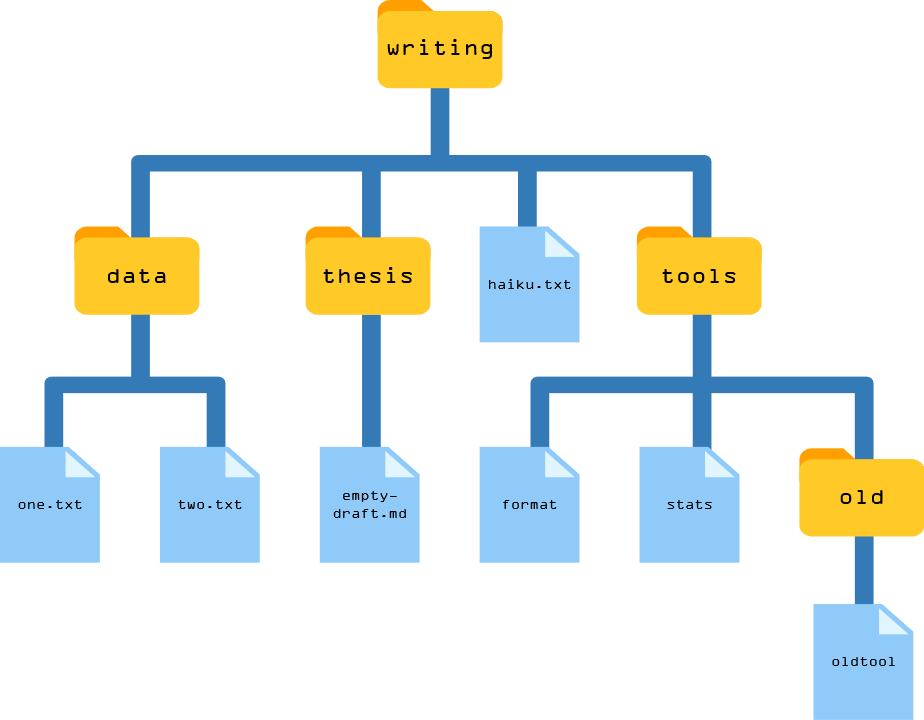 writing
data
thesis
haiku.txt
tools
one.txt
two.txt
empty-
draft.md
format
stats
old
oldtool